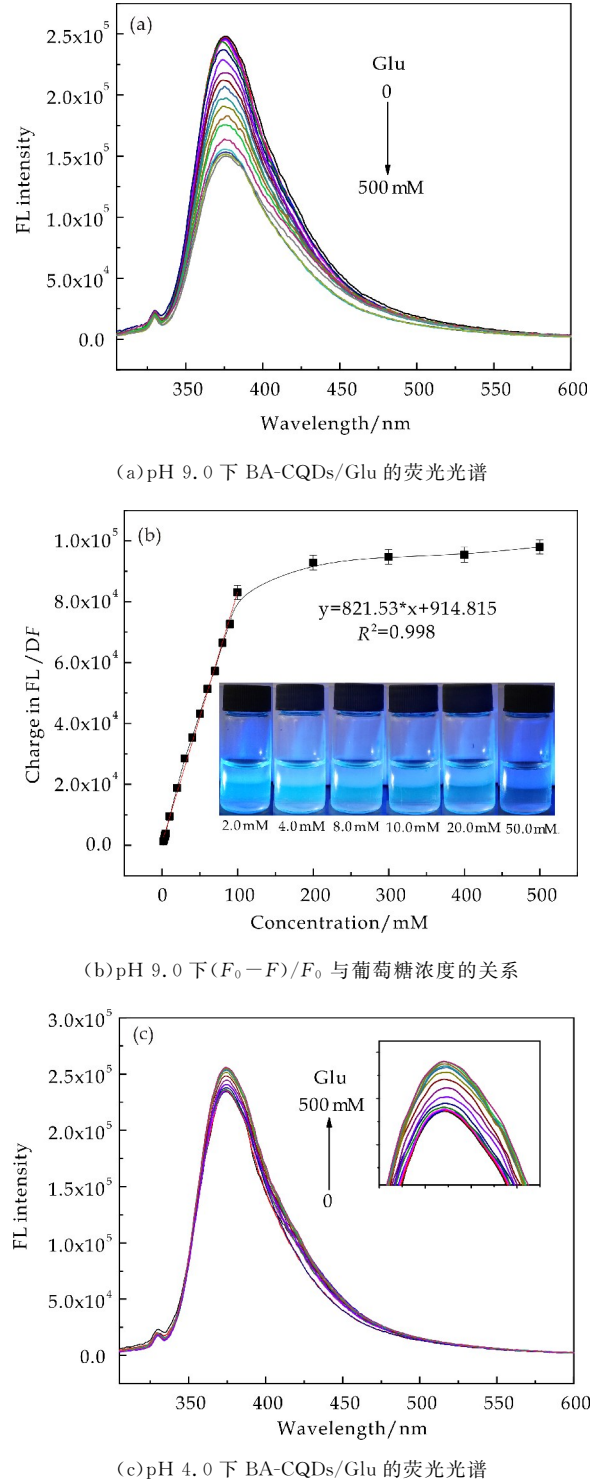 (a)
2.5x10⁵
2.0x10⁵
1.5x10⁵
1.0x10⁵
5.0x10⁴
0.0
FL intensity
Glu
0
500 mM
350 400 450 500 550 600
Wavelength/nm
(a)pH 9.0 下 BA-CQDs/Glu 的荧光光谱
(b)
1.0x10⁵
8.0x10⁴
6.0x10⁴
4.0x10⁴
2.0x10⁴
0.0
Charge in FL /DF
y=821.53*x+914.815
R²=0.998
2.0mM 4.0mM 8.0mM 10.0mM 20.0mM 50.0mM
0 100 200 300 400 500
Concentration/mM
(b)pH 9.0 下(F₀−F)/F₀ 与葡萄糖浓度的关系
(c)
3.0x10⁵
2.5x10⁵
2.0x10⁵
1.5x10⁵
1.0x10⁵
5.0x10⁴
0.0
FL intensity
Glu
500 mM
0
350 400 450 500 550 600
Wavelength/nm
(c)pH 4.0 下 BA-CQDs/Glu 的荧光光谱